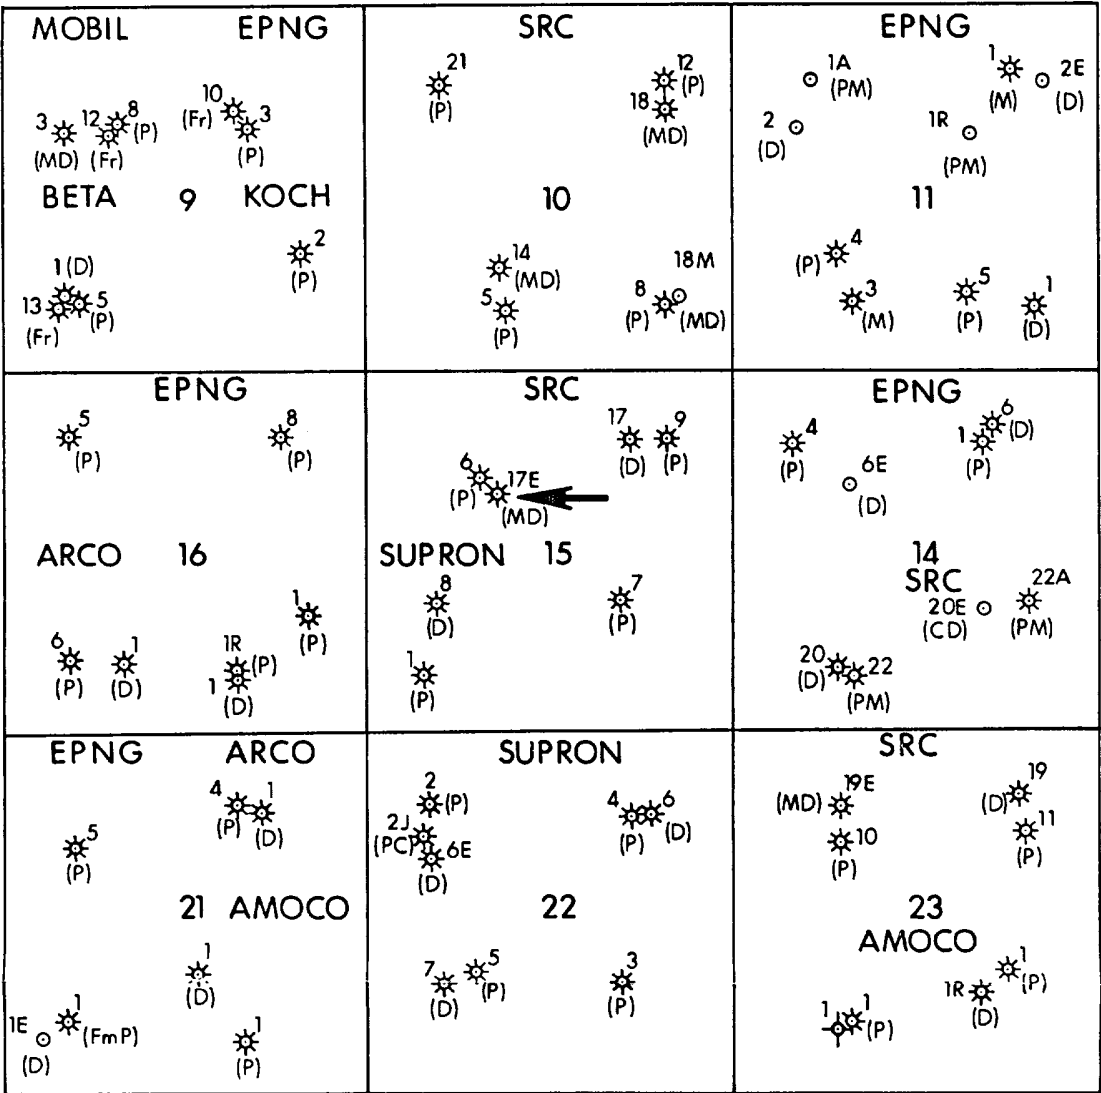 MOBIL EPNG
10 (Fr) 3 (P)
3 (MD) 12 (Fr) 8 (P)
BETA 9 KOCH
2 (P)
1 (D)
13 (Fr) 5 (P)
SRC
21 (P) 12 (P)
18 (MD)
10
14 (MD) 18M (MD)
5 (P) 8 (P)
EPNG
1A (PM) 1 (M) 2E (D)
2 (D) 1R (PM)
11
4 (P)
3 (M) 5 (P) 1 (D)
EPNG
5 (P) 8 (P)
ARCO 16
1 (P)
6 (P) 1 (D) 1R (P)
1 (D)
SRC
17 (D) 9 (P)
6 (P) 17E (MD)
SUPRON 15
8 (D) 7 (P)
1 (P)
EPNG
4 (P) 1 (P) 6 (D)
6E (D)
14
SRC
20E (CD) 22A (PM)
20 (D) 22 (PM)
EPNG ARCO
4 (P) 1 (D)
5 (P)
21 AMOCO
1 (D)
1E (D) 1 (FmP) 1 (P)
SUPRON
2 (P) 4 (P) 6 (D)
2J (PC) 6E (D)
22
7 (D) 5 (P) 3 (P)
SRC
(MD) 19E 19 (D)
10 (P) 11 (P)
23
AMOCO
1 (P)
1R (D)
1 1 (P)